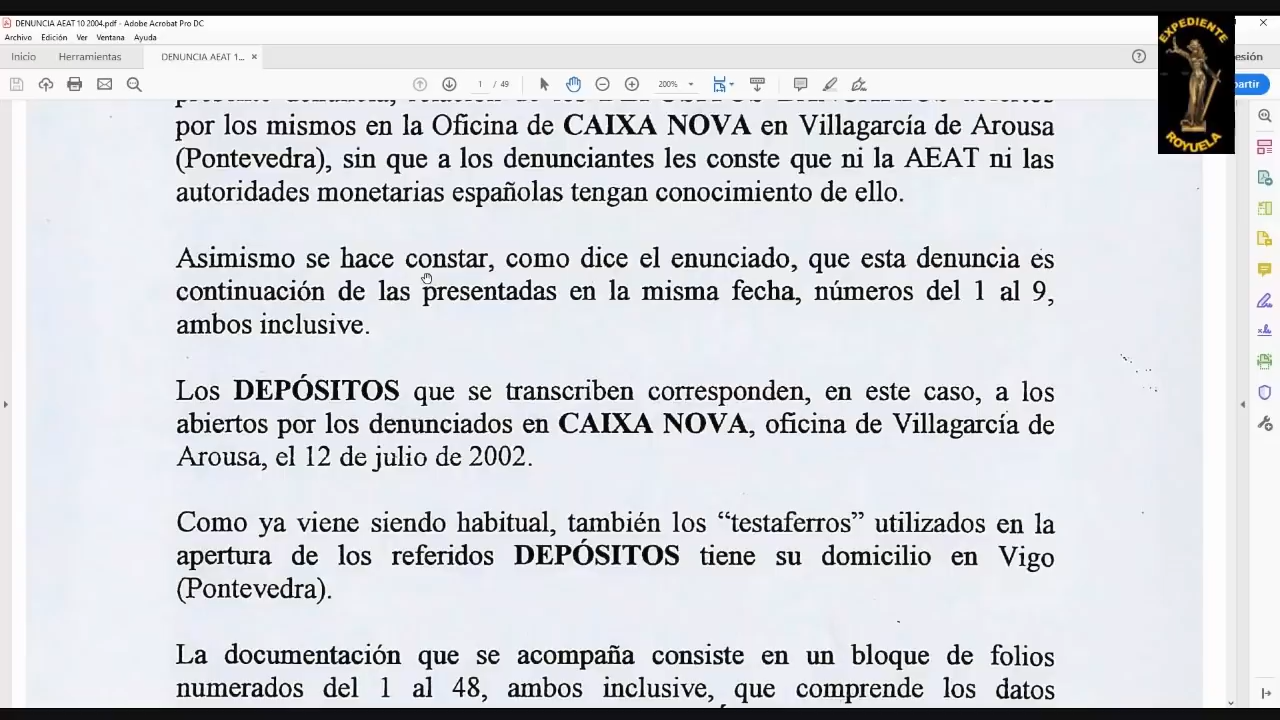 DENUNCIA AEAT 10 2004.pdf - Adobe Acrobat Pro DC
Archivo Edición Ver Ventana Ayuda
Inicio Herramientas DENUNCIA AEAT 1... × esión
1 / 49 200% partir
EXPEDIENTE
ROYUELA
presente denuncia, relación de los
por los mismos en la Oficina de CAIXA NOVA en Villagarcía de Arousa
(Pontevedra), sin que a los denunciantes les conste que ni la AEAT ni las
autoridades monetarias españolas tengan conocimiento de ello.
Asimismo se hace constar, como dice el enunciado, que esta denuncia es
continuación de las presentadas en la misma fecha, números del 1 al 9,
ambos inclusive.
Los DEPÓSITOS que se transcriben corresponden, en este caso, a los
abiertos por los denunciados en CAIXA NOVA, oficina de Villagarcía de
Arousa, el 12 de julio de 2002.
Como ya viene siendo habitual, también los “testaferros” utilizados en la
apertura de los referidos DEPÓSITOS tiene su domicilio en Vigo
(Pontevedra).
La documentación que se acompaña consiste en un bloque de folios
numerados del 1 al 48, ambos inclusive, que comprende los datos